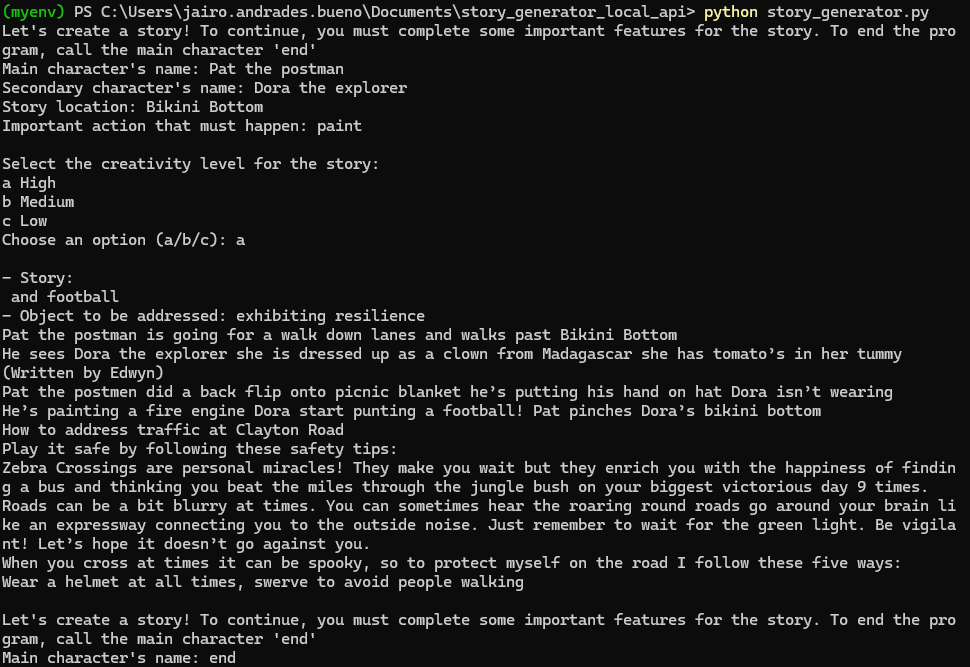 (myenv) PS C:\Users\jairo.andrades.bueno\Documents\story_generator_local_api> python story_generator.py
Let's create a story! To continue, you must complete some important features for the story. To end the pro
gram, call the main character 'end'
Main character's name: Pat the postman
Secondary character's name: Dora the explorer
Story location: Bikini Bottom
Important action that must happen: paint
Select the creativity level for the story:
a High
b Medium
c Low
Choose an option (a/b/c): a
– Story:
and football
– Object to be addressed: exhibiting resilience
Pat the postman is going for a walk down lanes and walks past Bikini Bottom
He sees Dora the explorer she is dressed up as a clown from Madagascar she has tomato’s in her tummy
(Written by Edwyn)
Pat the postmen did a back flip onto picnic blanket he’s putting his hand on hat Dora isn’t wearing
He’s painting a fire engine Dora start punting a football! Pat pinches Dora’s bikini bottom
How to address traffic at Clayton Road
Play it safe by following these safety tips:
Zebra Crossings are personal miracles! They make you wait but they enrich you with the happiness of findin
g a bus and thinking you beat the miles through the jungle bush on your biggest victorious day 9 times.
Roads can be a bit blurry at times. You can sometimes hear the roaring round roads go around your brain li
ke an expressway connecting you to the outside noise. Just remember to wait for the green light. Be vigila
nt! Let’s hope it doesn’t go against you.
When you cross at times it can be spooky, so to protect myself on the road I follow these five ways:
Wear a helmet at all times, swerve to avoid people walking
Let's create a story! To continue, you must complete some important features for the story. To end the pro
gram, call the main character 'end'
Main character's name: end